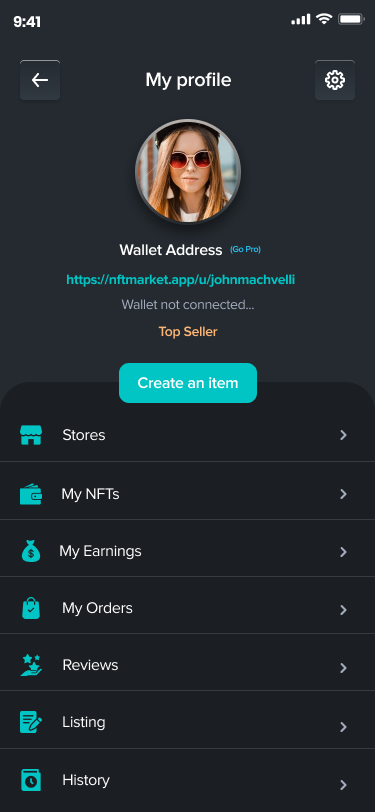 9:41
My profile
Wallet Address (Go Pro)
https://nftmarket.app/u/johnmachvelli
Wallet not connected...
Top Seller
Create an item
Stores
My NFTs
$
My Earnings
My Orders
Reviews
Listing
History